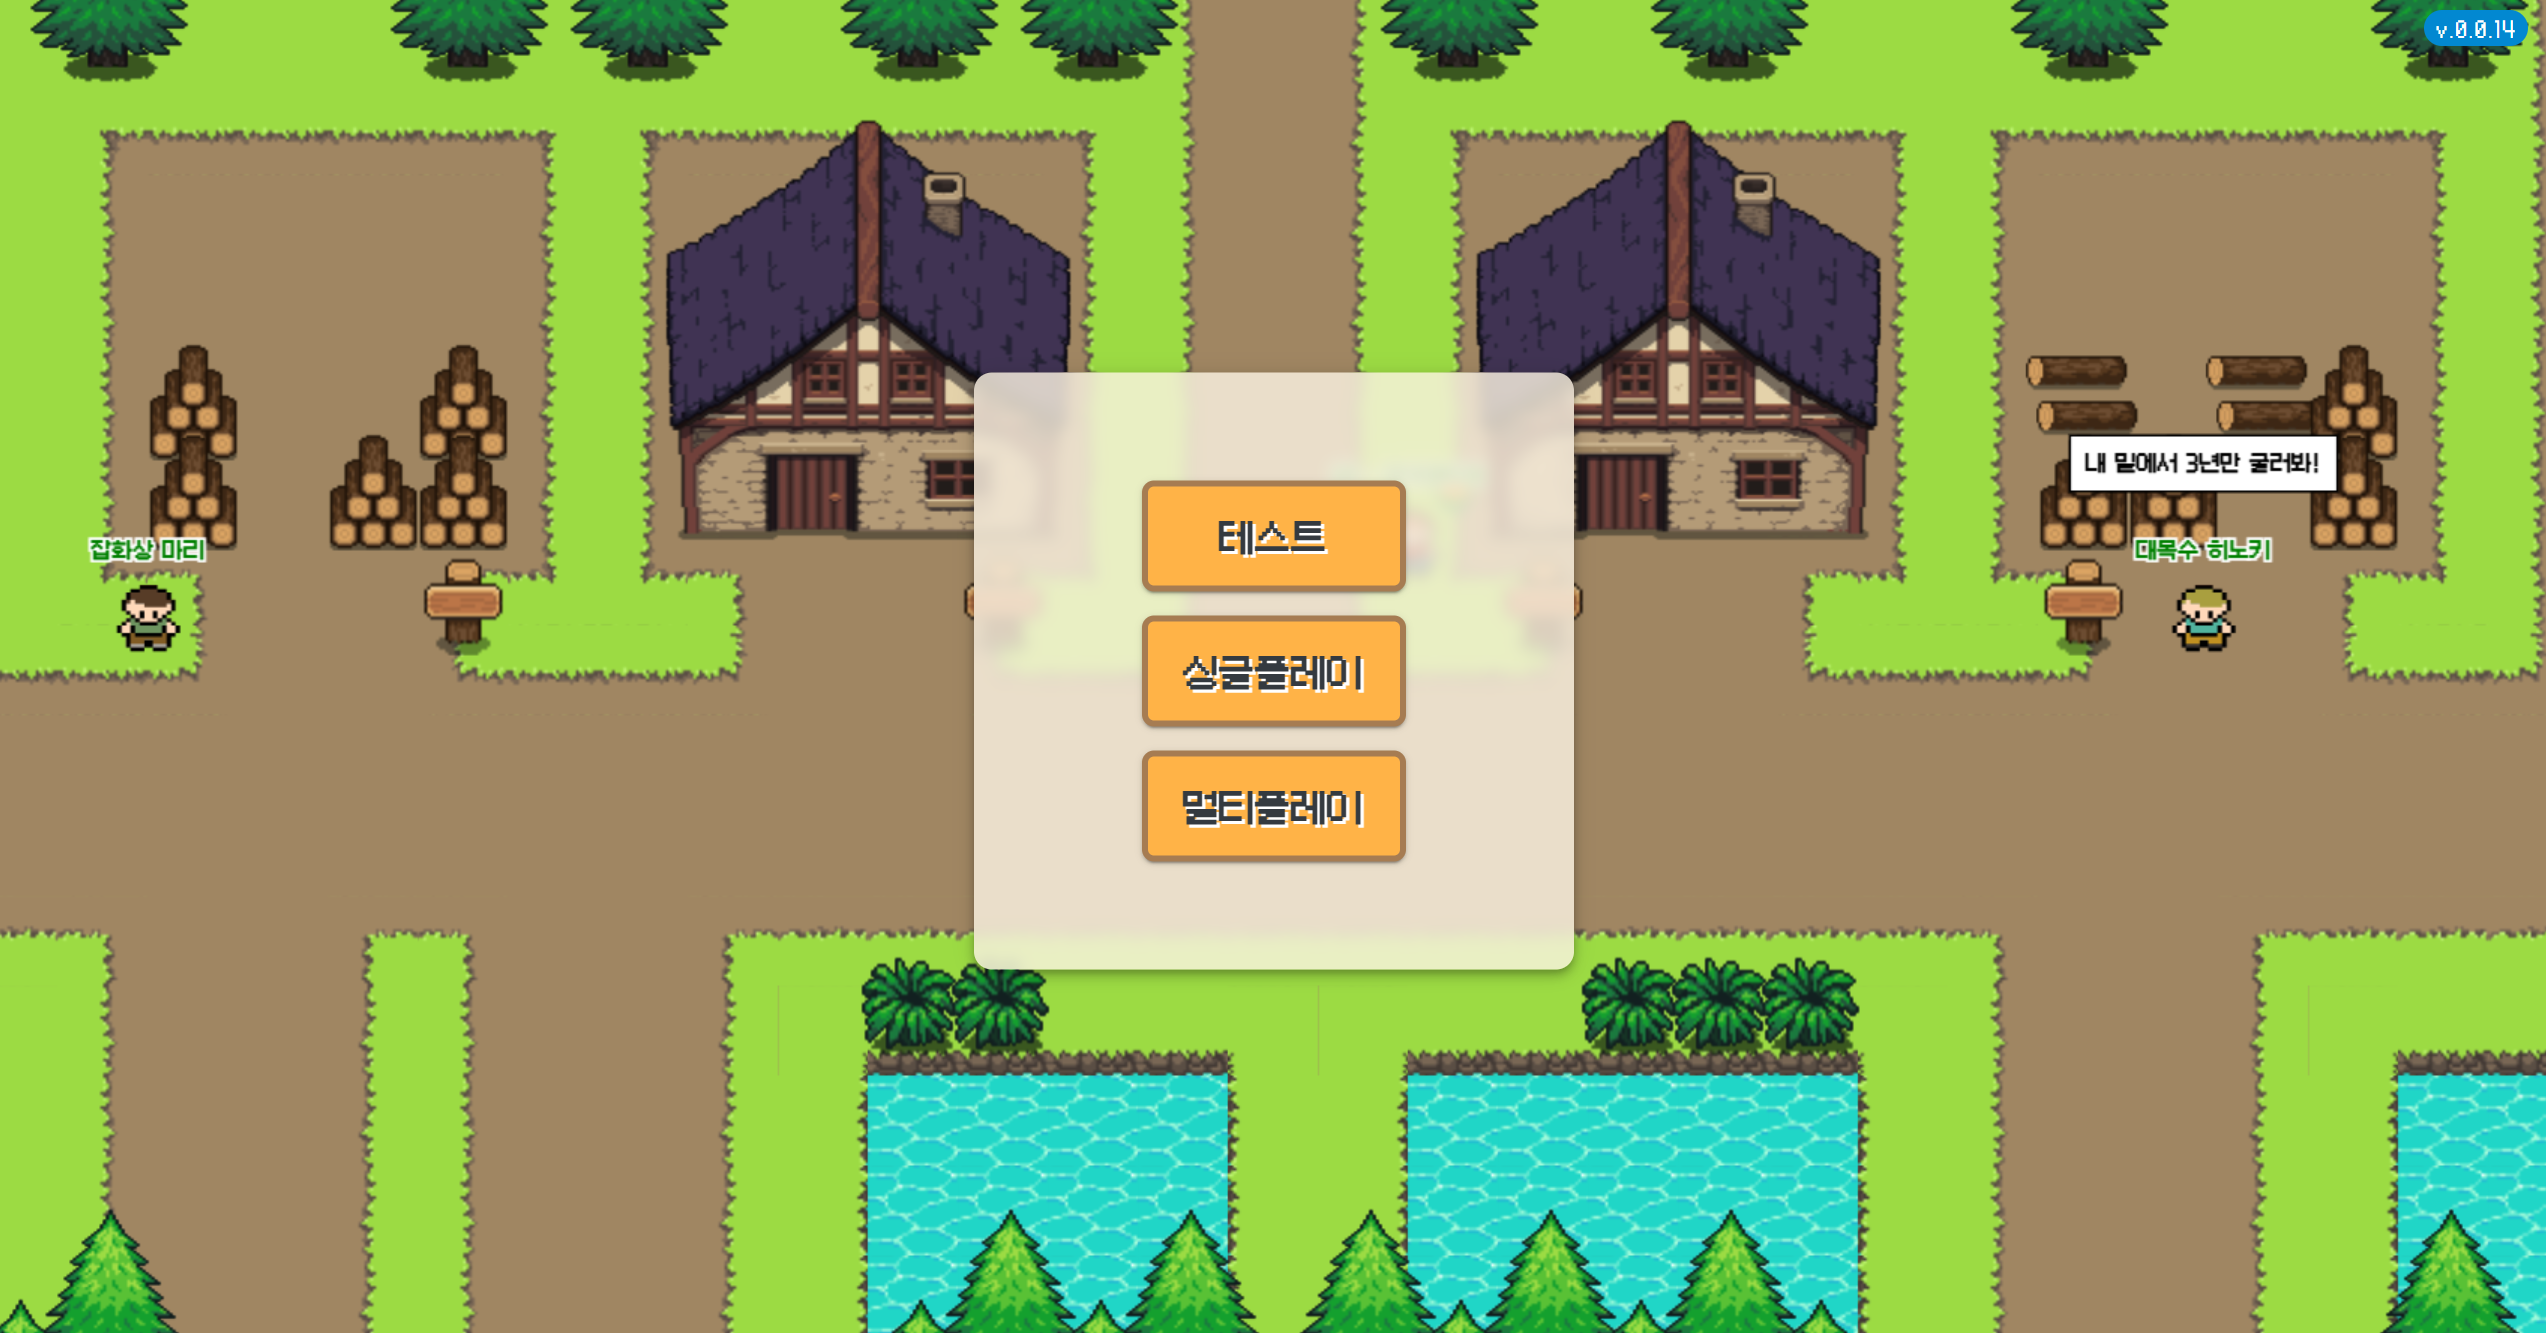 v.0.0.14
내 밑에서 3년만 굴러봐!
잡화상 마리
대목수 히노키
테스트
싱글플레이
멀티플레이